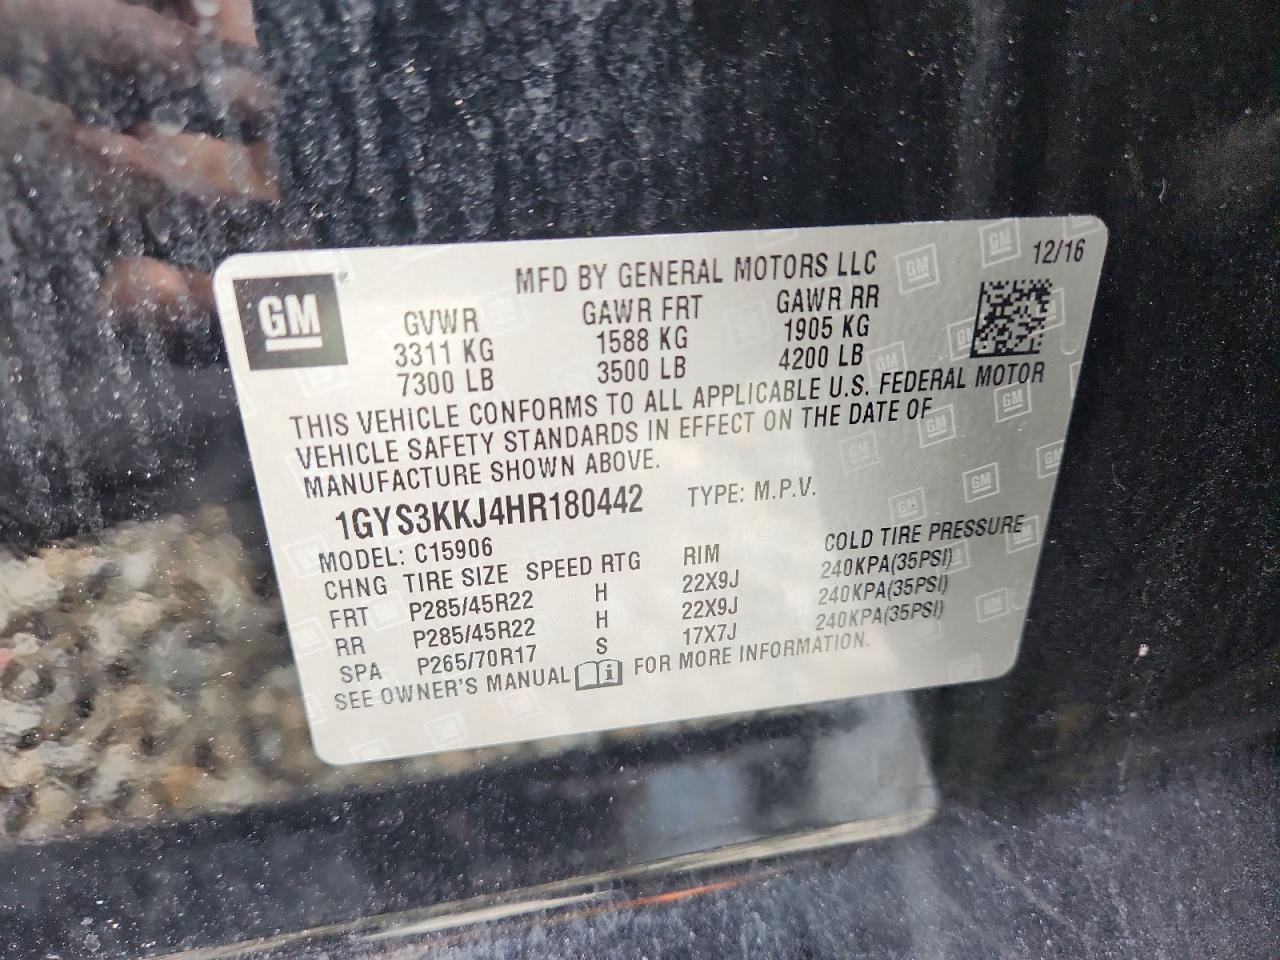 GM ®
MFD BY GENERAL MOTORS LLC 12/16
GVWR GAWR FRT GAWR RR
3311 KG 1588 KG 1905 KG
7300 LB 3500 LB 4200 LB
THIS VEHICLE CONFORMS TO ALL APPLICABLE U.S. FEDERAL MOTOR
VEHICLE SAFETY STANDARDS IN EFFECT ON THE DATE OF
MANUFACTURE SHOWN ABOVE.
1GYS3KKJ4HR180442 TYPE: M.P.V.
MODEL: C15906
CHNG TIRE SIZE SPEED RTG RIM COLD TIRE PRESSURE
FRT P285/45R22 H 22X9J 240KPA(35PSI)
RR P285/45R22 H 22X9J 240KPA(35PSI)
SPA P265/70R17 S 17X7J 240KPA(35PSI)
SEE OWNER'S MANUAL i FOR MORE INFORMATION.